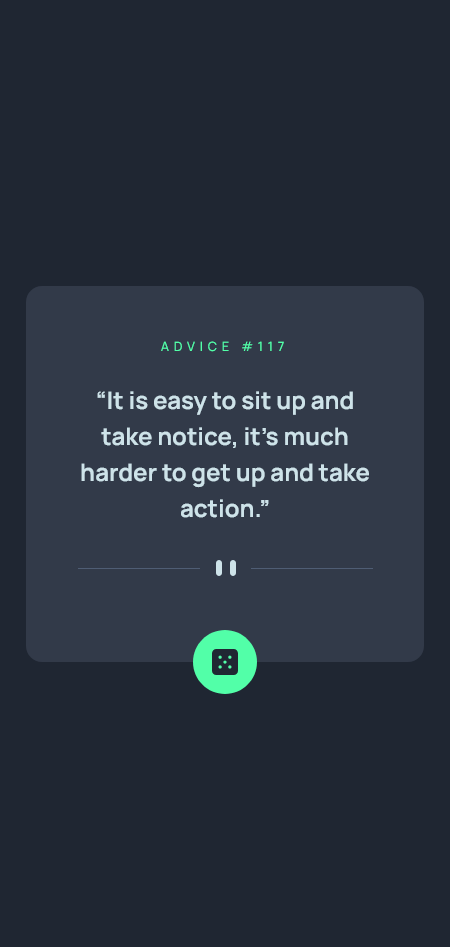 ADVICE #117
“It is easy to sit up and
take notice, it’s much
harder to get up and take
action.”